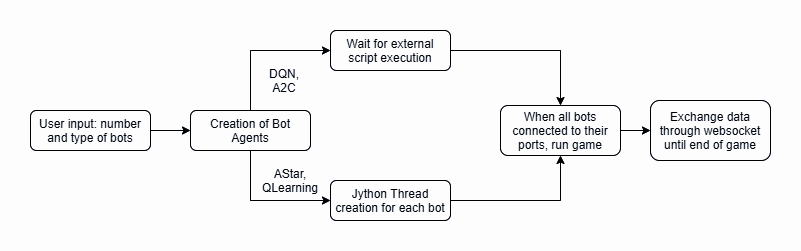 User input: number
and type of bots
Creation of Bot
Agents
DQN,
A2C
Wait for external
script execution
AStar,
QLearning
Jython Thread
creation for each bot
When all bots
connected to their
ports, run game
Exchange data
through websocket
until end of game